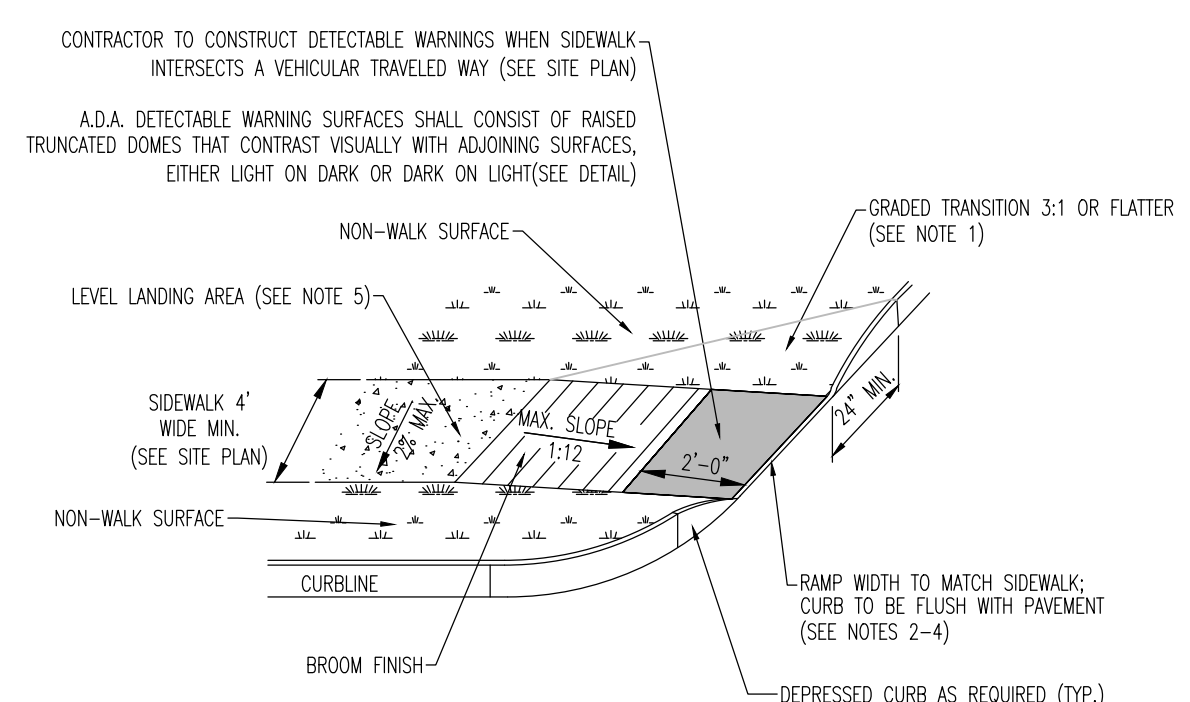 CONTRACTOR TO CONSTRUCT DETECTABLE WARNINGS WHEN SIDEWALK
INTERSECTS A VEHICULAR TRAVELED WAY (SEE SITE PLAN)
A.D.A. DETECTABLE WARNING SURFACES SHALL CONSIST OF RAISED
TRUNCATED DOMES THAT CONTRAST VISUALLY WITH ADJOINING SURFACES,
EITHER LIGHT ON DARK OR DARK ON LIGHT(SEE DETAIL)
GRADED TRANSITION 3:1 OR FLATTER
(SEE NOTE 1)
NON-WALK SURFACE
LEVEL LANDING AREA (SEE NOTE 5)
SIDEWALK 4'
WIDE MIN.
(SEE SITE PLAN)
SLOPE
2% MAX.
MAX. SLOPE
1:12
2'-0"
24" MIN.
NON-WALK SURFACE
CURBLINE
RAMP WIDTH TO MATCH SIDEWALK;
CURB TO BE FLUSH WITH PAVEMENT
(SEE NOTES 2-4)
BROOM FINISH
DEPRESSED CURB AS REQUIRED (TYP.)